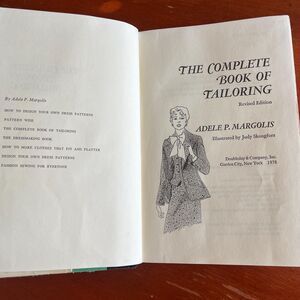 By Adele P. Margolis
HOW TO DESIGN YOUR OWN DRESS PATTERNS
PATTERN WISE
THE COMPLETE BOOK OF TAILORING
THE DRESSMAKING BOOK
HOW TO MAKE CLOTHES THAT FIT AND FLATTER
DESIGN YOUR OWN DRESS PATTERNS
FASHION SEWING FOR EVERYONE
THE COMPLETE
BOOK OF
TAILORING
Revised Edition
ADELE P. MARGOLIS
Illustrated by Judy Skoogfors
Doubleday & Company, Inc.
Garden City, New York 1978